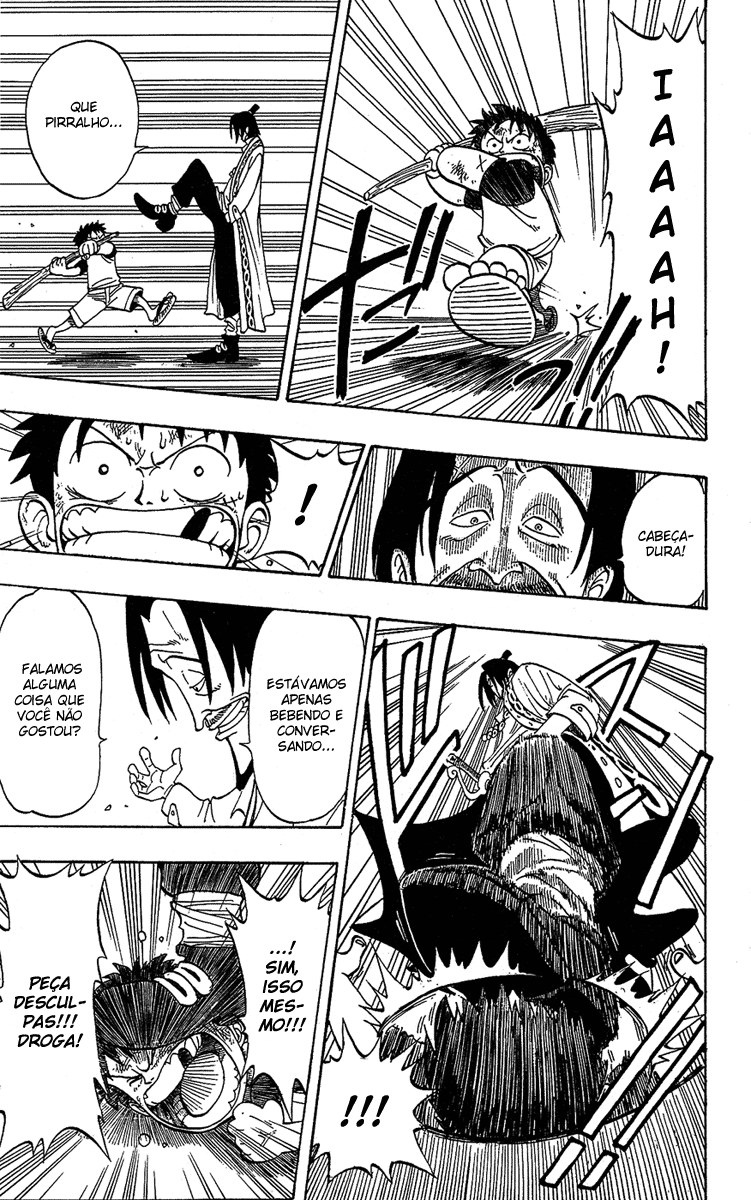 IAAAAH!
QUE
PIRRALHO...
CABEÇA-
DURA!
!
ESTÁVAMOS
APENAS
BEBENDO E
CONVER-
SANDO...
FALAMOS
ALGUMA
COISA QUE
VOCÊ NÃO
GOSTOU?
!!!
...!
SIM,
ISSO
MES-
MO!!!
PEÇA
DESCUL-
PAS!!!
DROGA!